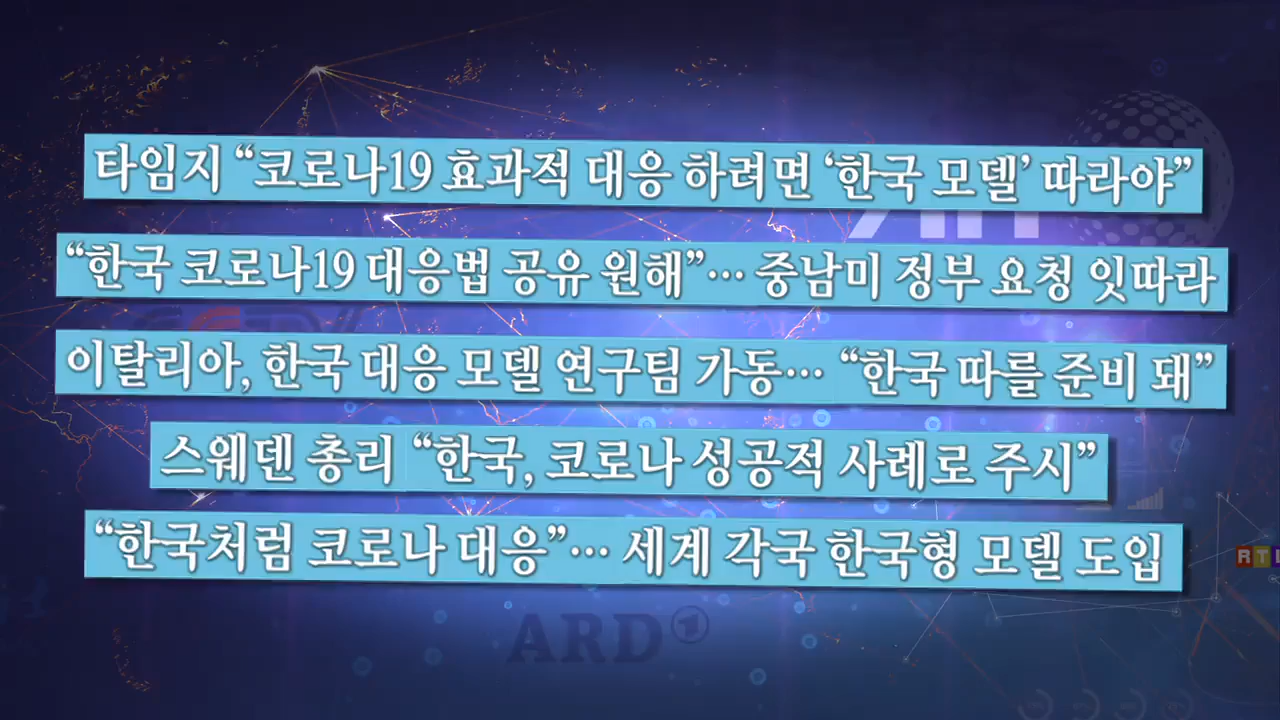 타임지 “코로나19 효과적 대응 하려면 ‘한국 모델’ 따라야”
“한국 코로나19 대응법 공유 원해”… 중남미 정부 요청 잇따라
이탈리아, 한국 대응 모델 연구팀 가동… “한국 따를 준비 돼”
스웨덴 총리 “한국, 코로나 성공적 사례로 주시”
“한국처럼 코로나 대응”… 세계 각국 한국형 모델 도입
ARD 1